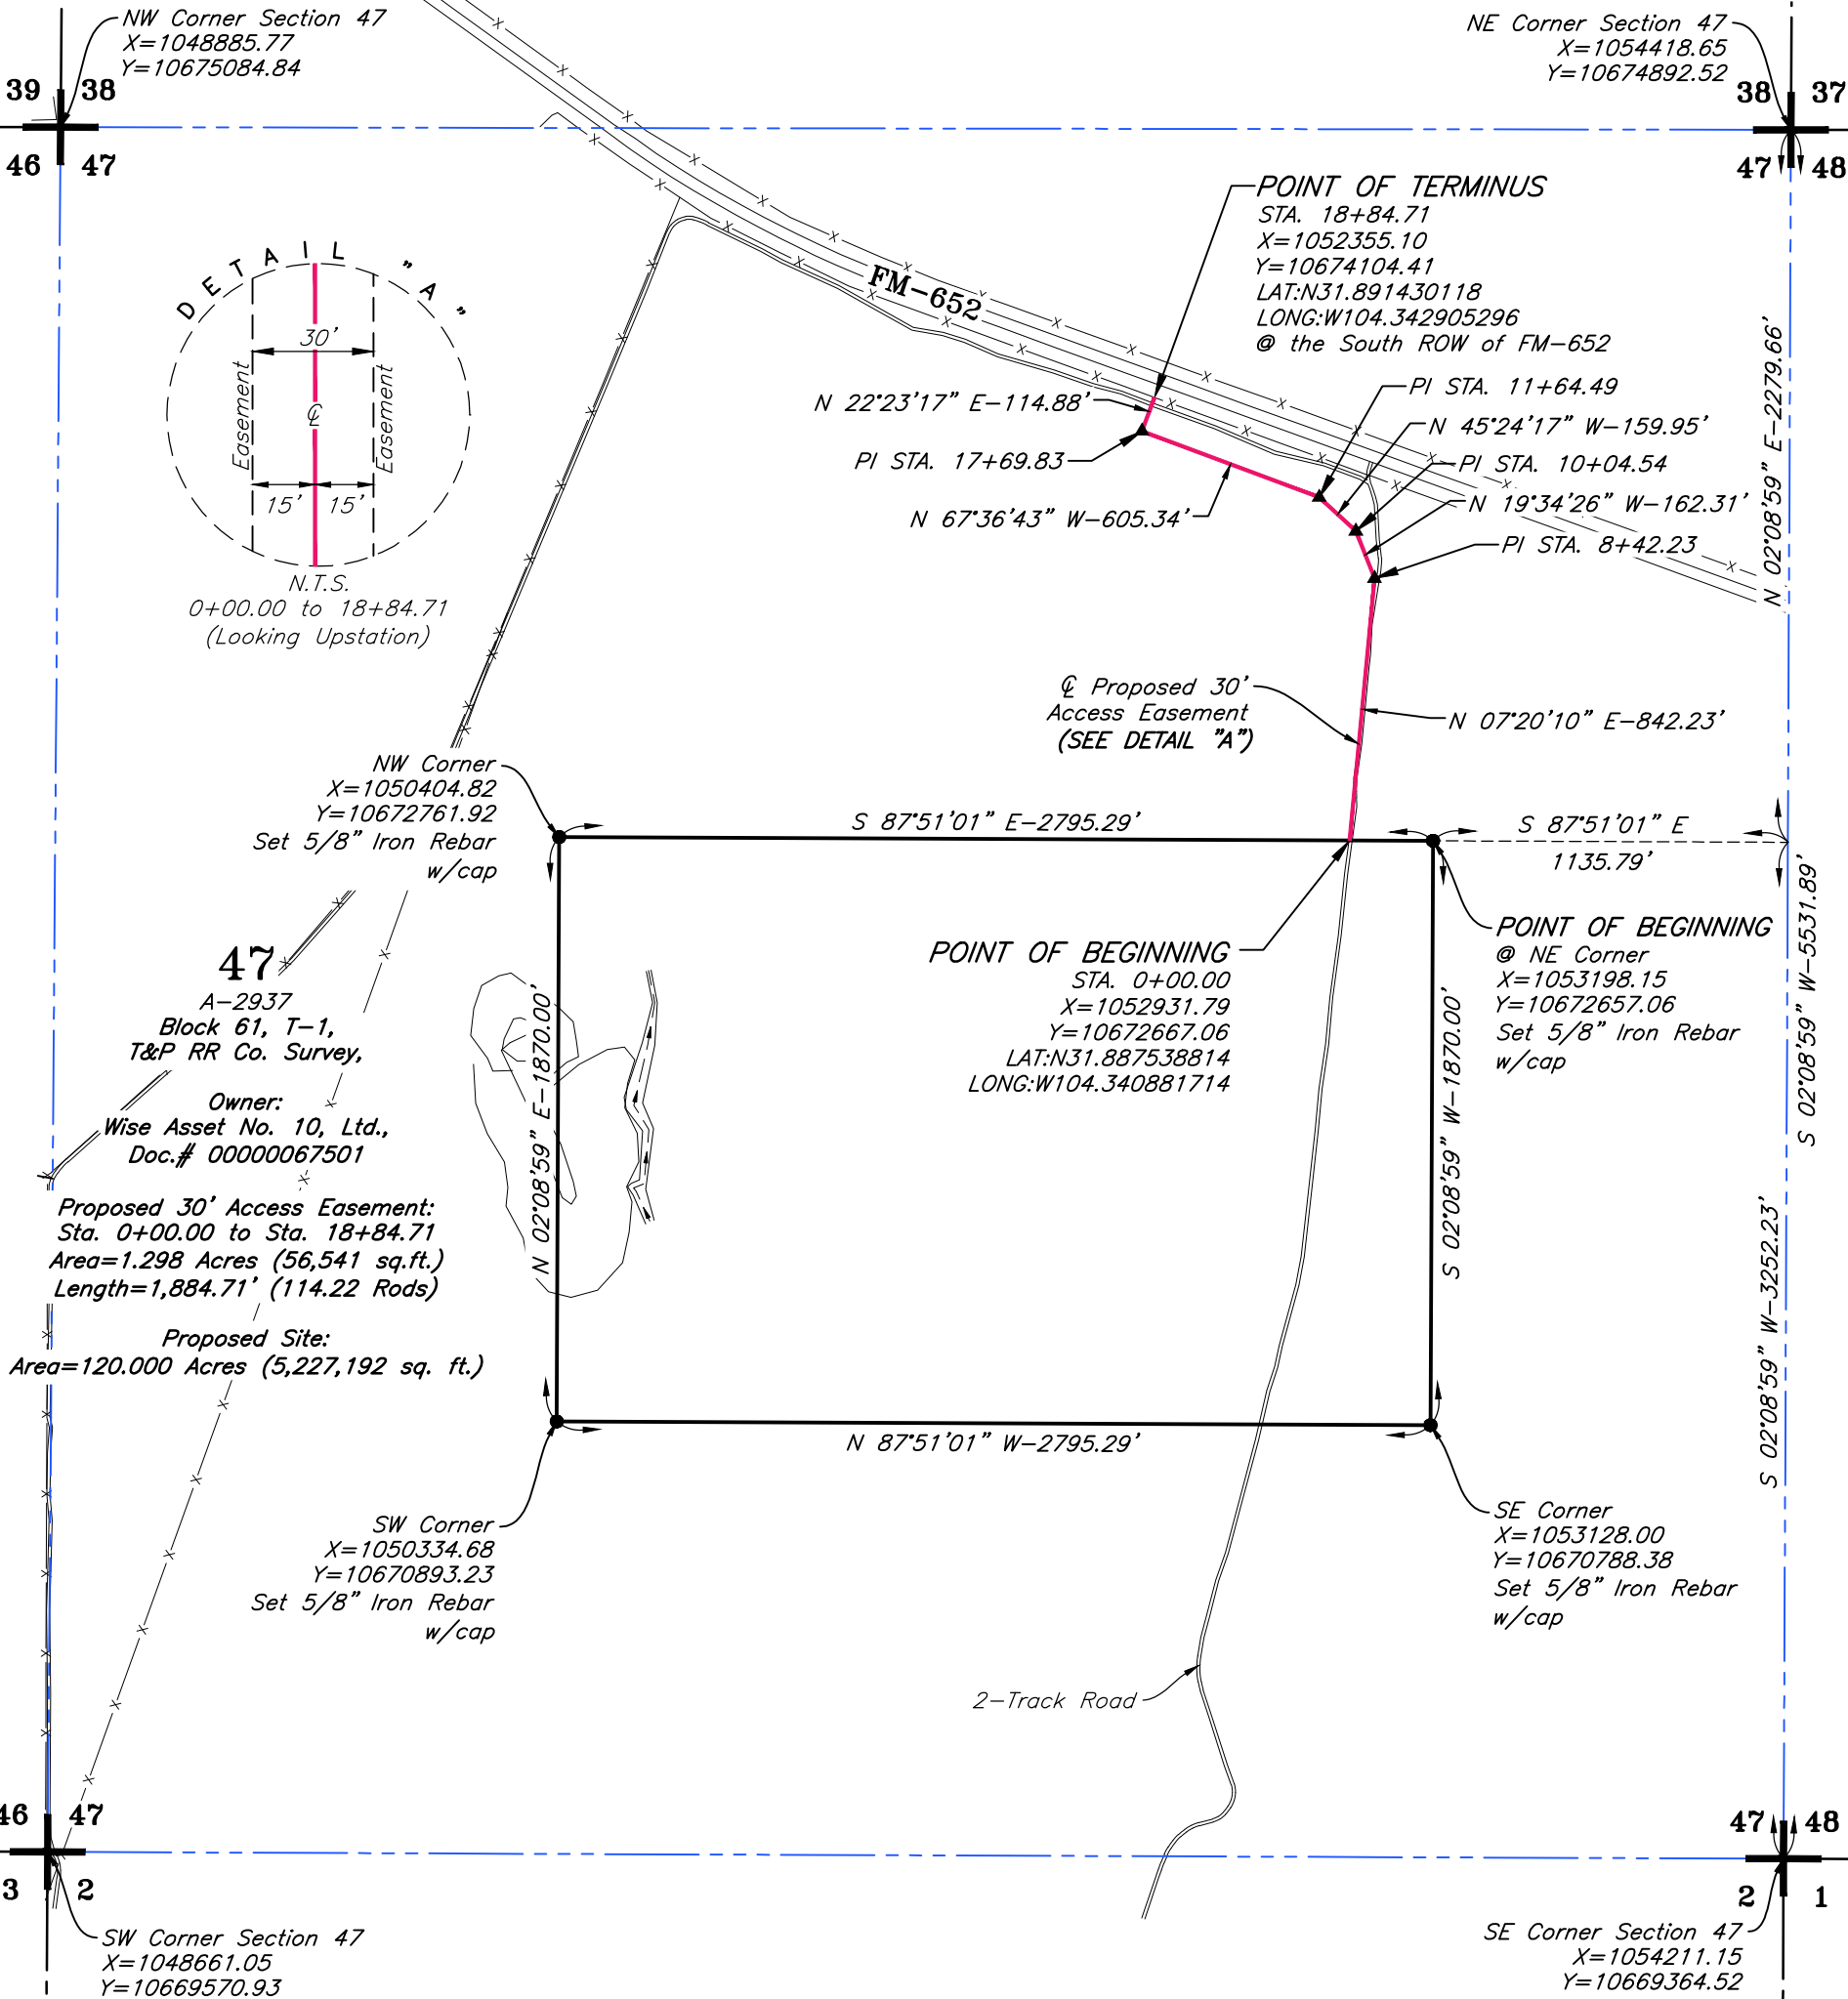 NW Corner Section 47
X=1048885.77
Y=10675084.84
39 38
46 47
NE Corner Section 47
X=1054418.65
Y=10674892.52
38 37
47 48
DETAIL "A"
30'
Easement
℄
Easement
15' 15'
N.T.S.
0+00.00 to 18+84.71
(Looking Upstation)
FM-652
POINT OF TERMINUS
STA. 18+84.71
X=1052355.10
Y=10674104.41
LAT:N31.891430118
LONG:W104.342905296
@ the South ROW of FM-652
N 22°23'17" E-114.88'
PI STA. 17+69.83
N 67°36'43" W-605.34'
PI STA. 11+64.49
N 45°24'17" W-159.95'
PI STA. 10+04.54
N 19°34'26" W-162.31'
PI STA. 8+42.23
N 02°08'59" E-2279.66'
℄ Proposed 30'
Access Easement
(SEE DETAIL "A")
N 07°20'10" E-842.23'
NW Corner
X=1050404.82
Y=10672761.92
Set 5/8" Iron Rebar
w/cap
S 87°51'01" E-2795.29'
S 87°51'01" E
1135.79'
S 02°08'59" W-5531.89'
POINT OF BEGINNING
STA. 0+00.00
X=1052931.79
Y=10672667.06
LAT:N31.887538814
LONG:W104.340881714
POINT OF BEGINNING
@ NE Corner
X=1053198.15
Y=10672657.06
Set 5/8" Iron Rebar
w/cap
47
A-2937
Block 61, T-1,
T&P RR Co. Survey,
Owner:
Wise Asset No. 10, Ltd.,
Doc.# 00000067501
Proposed 30' Access Easement:
Sta. 0+00.00 to Sta. 18+84.71
Area=1.298 Acres (56,541 sq.ft.)
Length=1,884.71' (114.22 Rods)
Proposed Site:
Area=120.000 Acres (5,227,192 sq. ft.)
N 02°08'59" E-1870.00'
S 02°08'59" W-1870.00'
S 02°08'59" W-3252.23'
N 87°51'01" W-2795.29'
SW Corner
X=1050334.68
Y=10670893.23
Set 5/8" Iron Rebar
w/cap
SE Corner
X=1053128.00
Y=10670788.38
Set 5/8" Iron Rebar
w/cap
2-Track Road
46 47
3 2
47 48
2 1
SW Corner Section 47
X=1048661.05
Y=10669570.93
SE Corner Section 47
X=1054211.15
Y=10669364.52